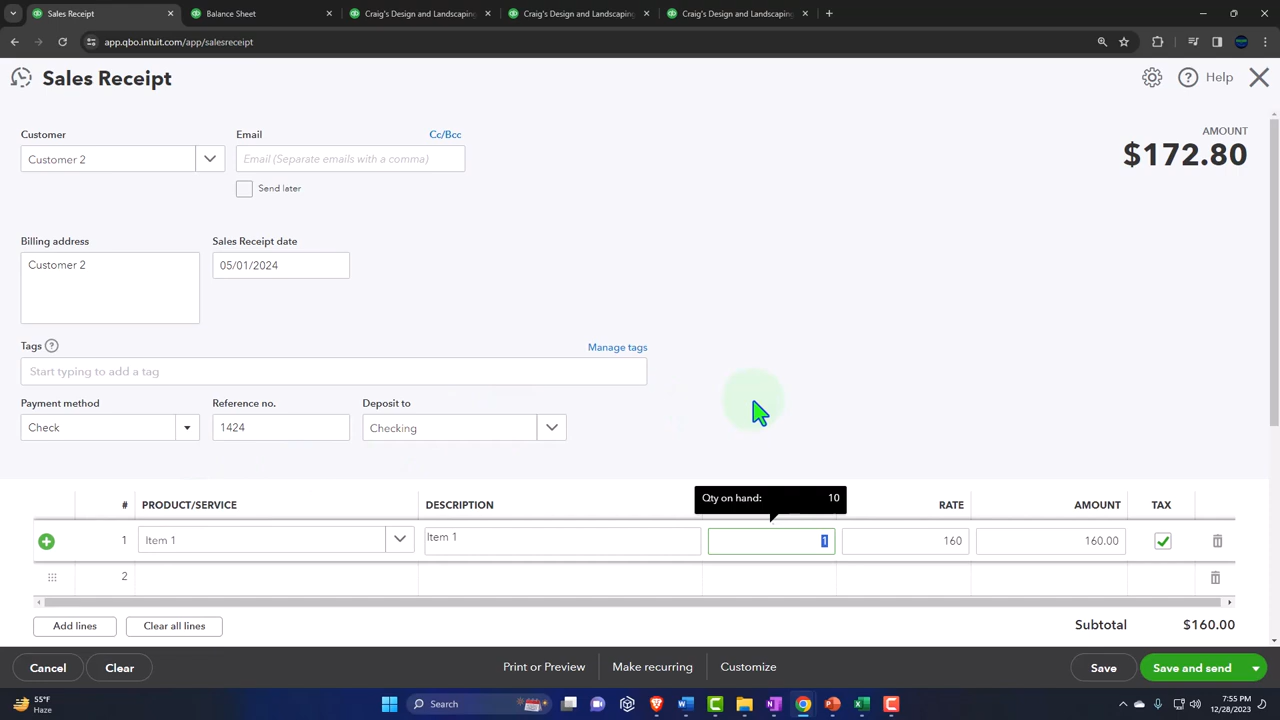 Sales Receipt
Balance Sheet
Craig's Design and Landscaping
Craig's Design and Landscaping
Craig's Design and Landscaping
app.qbo.intuit.com/app/salesreceipt
Sales Receipt
Help
Customer
Email
Cc/Bcc
AMOUNT
Customer 2
Email (Separate emails with a comma)
$172.80
Send later
Billing address
Sales Receipt date
Customer 2
05/01/2024
Tags
Manage tags
Start typing to add a tag
Payment method
Reference no.
Deposit to
Check
1424
Checking
Qty on hand: 10
# PRODUCT/SERVICE DESCRIPTION RATE AMOUNT TAX
1 Item 1 Item 1 1 160 160.00
2
Add lines
Clear all lines
Subtotal $160.00
Cancel
Clear
Print or Preview
Make recurring
Customize
Save
Save and send
55°F
Haze
Search
7:55 PM
12/28/2023